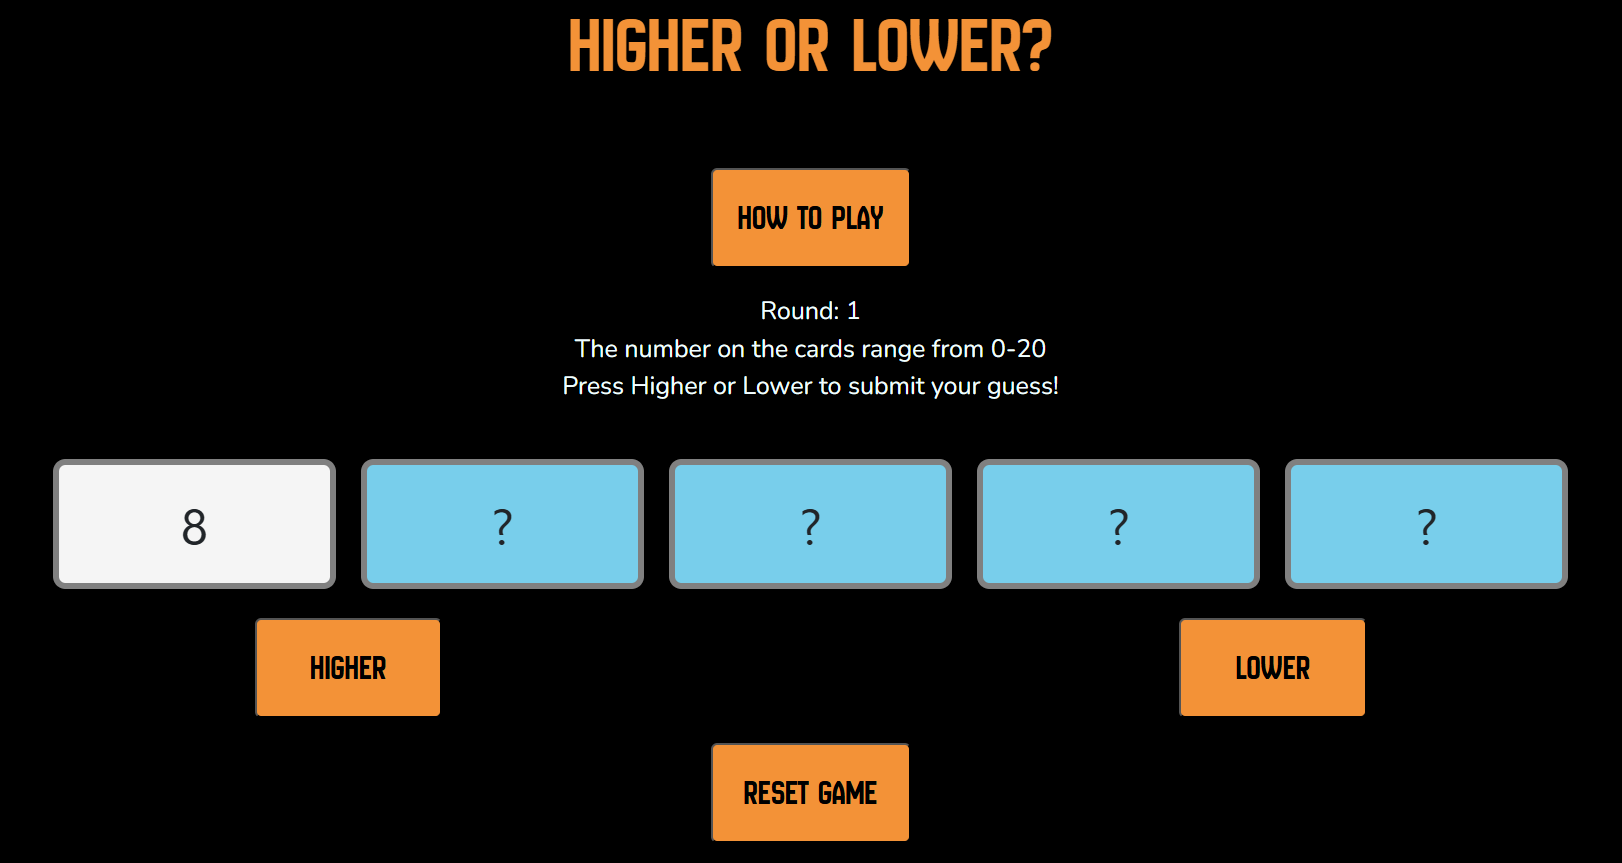 HIGHER OR LOWER?
HOW TO PLAY
Round: 1
The number on the cards range from 0-20
Press Higher or Lower to submit your guess!
8 ? ? ? ?
HIGHER LOWER
RESET GAME